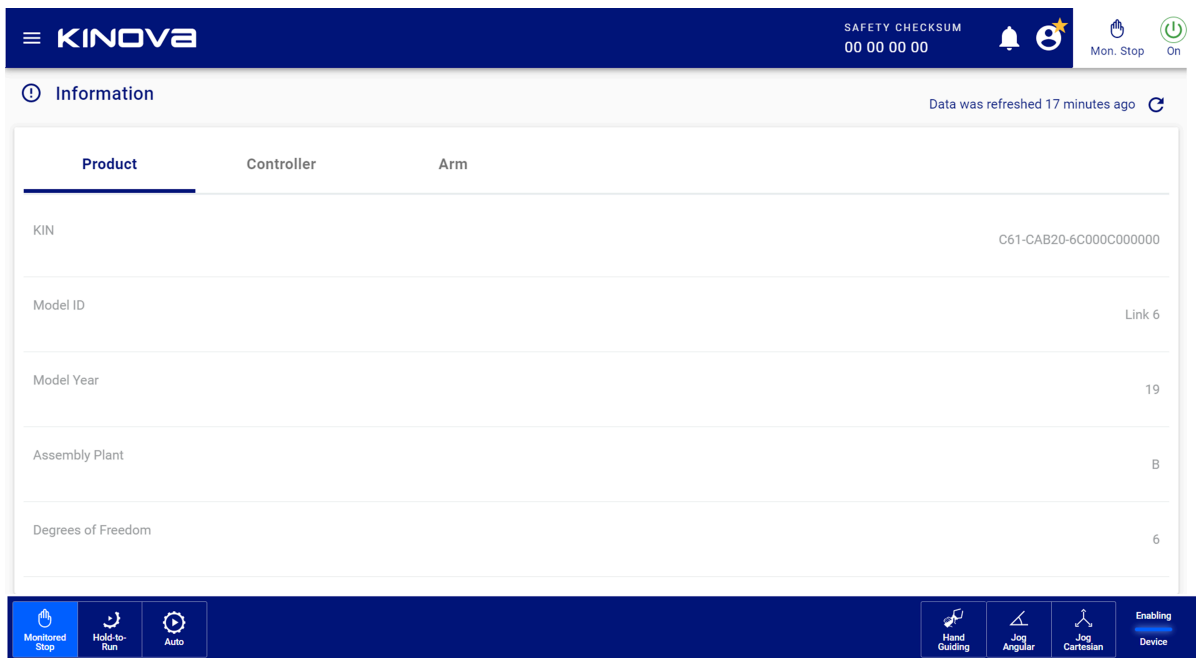 KINOVA
SAFETY CHECKSUM
00 00 00 00
Mon. Stop
On
Information
Data was refreshed 17 minutes ago
Product
Controller
Arm
KIN
C61-CAB20-6C000C000000
Model ID
Link 6
Model Year
19
Assembly Plant
B
Degrees of Freedom
6
Monitored
Stop
Hold-to-
Run
Auto
Hand
Guiding
Jog
Angular
Jog
Cartesian
Enabling
Device